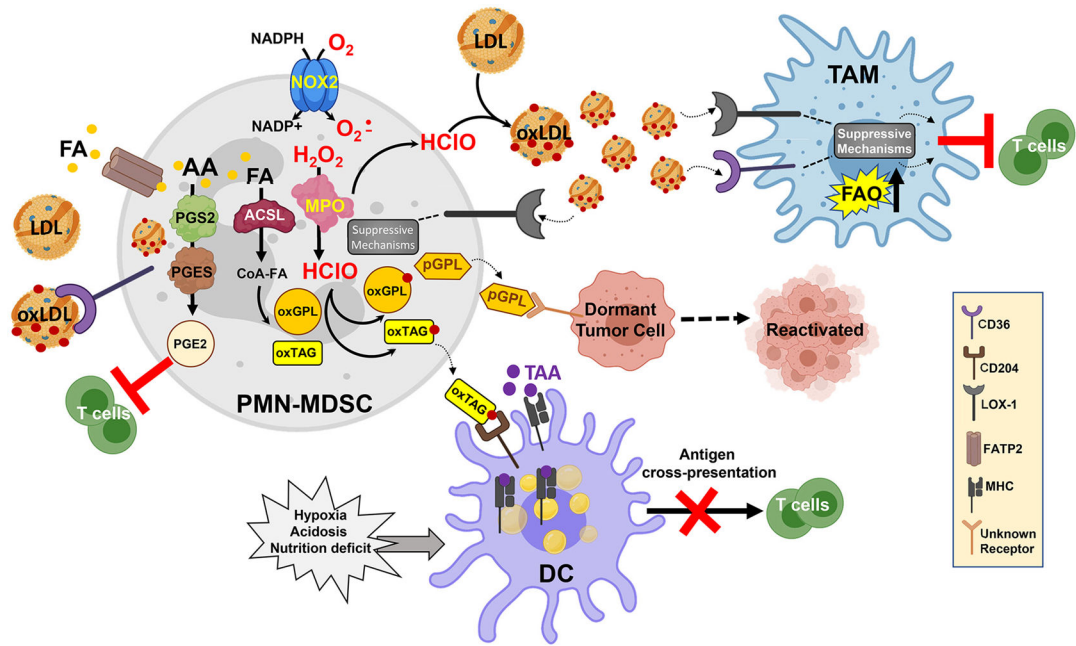 NADPH
O2
NOX2
NADP+
O2-•
LDL
FA
AA
FA
H2O2
HClO
oxLDL
TAM
Suppressive
Mechanisms
FAO
T cells
PGS2
ACSL
MPO
LDL
Suppressive
Mechanisms
PGES
CoA-FA
HClO
oxGPL
pGPL
oxLDL
oxGPL
pGPL
Dormant
Tumor Cell
Reactivated
PGE2
oxTAG
oxTAG
T cells
PMN-MDSC
TAA
oxTAG
Antigen
cross-presentation
T cells
Hypoxia
Acidosis
Nutrition deficit
DC
CD36
CD204
LOX-1
FATP2
MHC
Unknown
Receptor